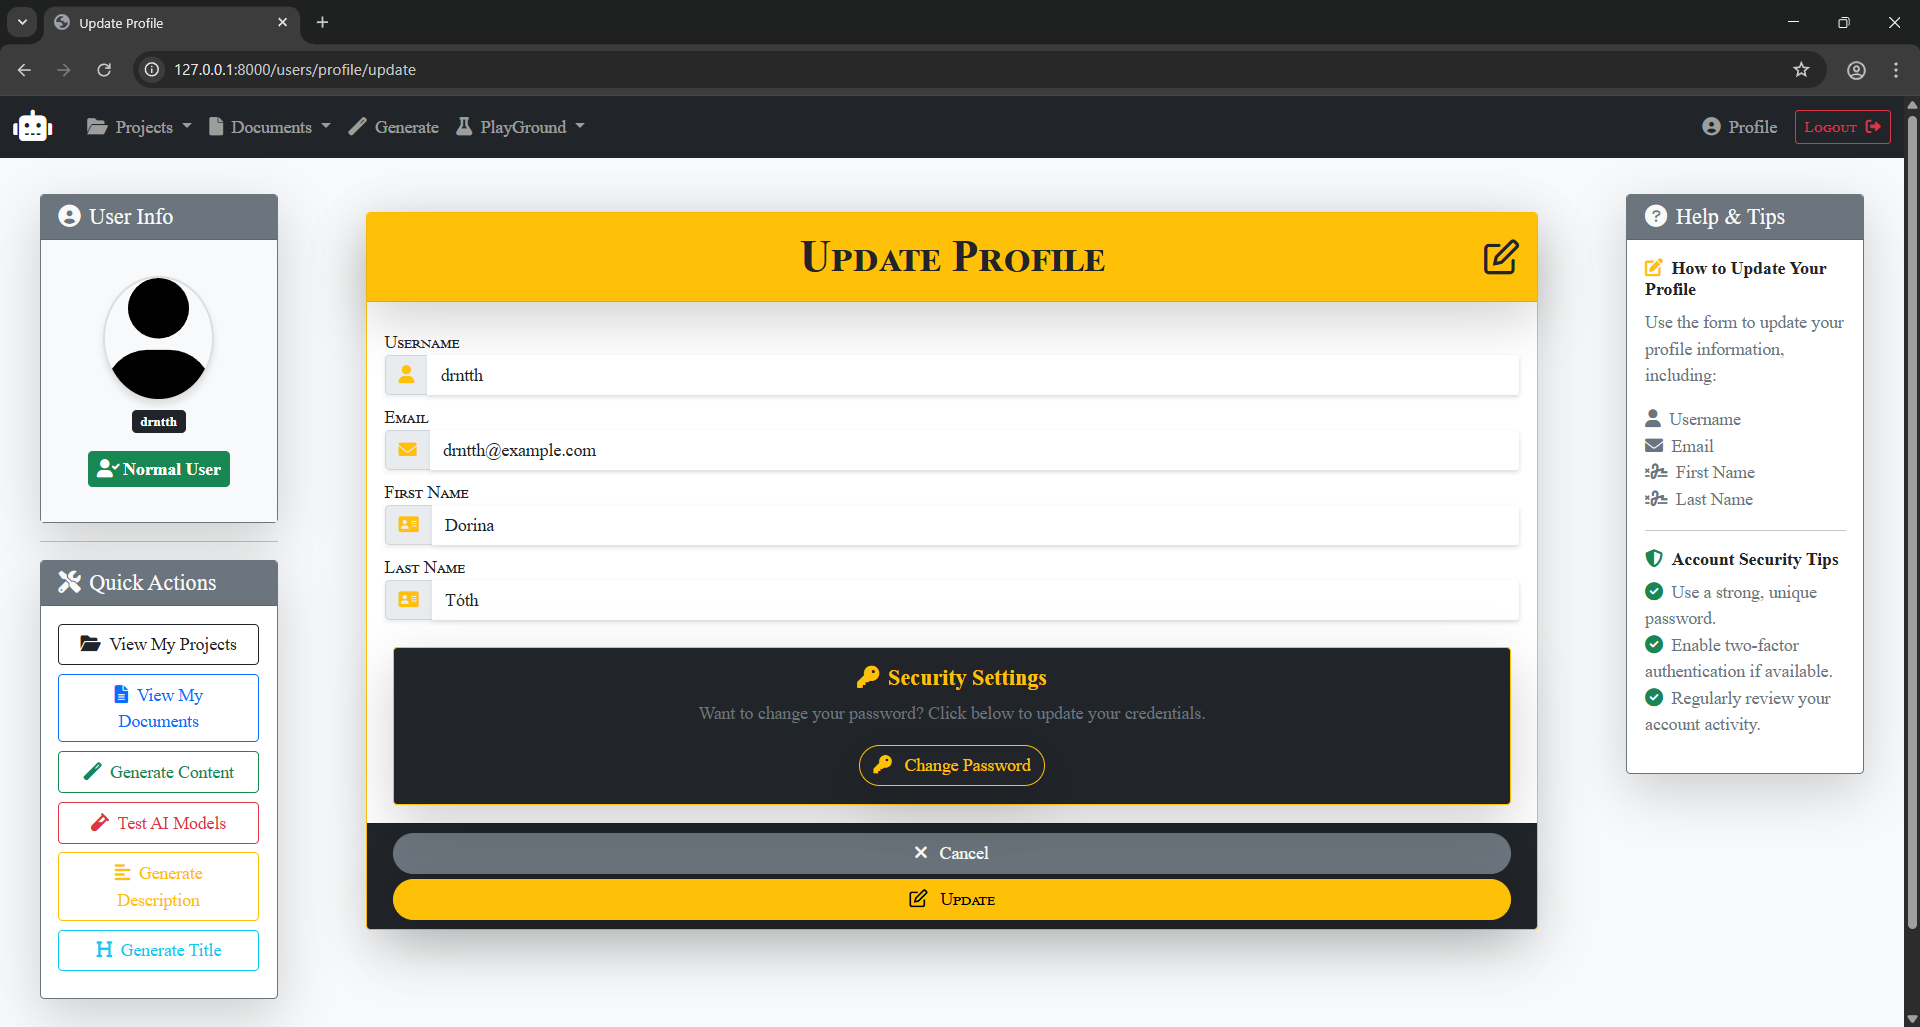 Update Profile
127.0.0.1:8000/users/profile/update
Projects Documents Generate PlayGround Profile Logout
User Info
drntth
Normal User
Quick Actions
View My Projects
View My
Documents
Generate Content
Test AI Models
Generate
Description
Generate Title
Update Profile
Username
drntth
Email
drntth@example.com
First Name
Dorina
Last Name
Tóth
Security Settings
Want to change your password? Click below to update your credentials.
Change Password
Cancel
Update
Help & Tips
How to Update Your
Profile
Use the form to update your
profile information,
including:
Username
Email
First Name
Last Name
Account Security Tips
Use a strong, unique
password.
Enable two-factor
authentication if available.
Regularly review your
account activity.